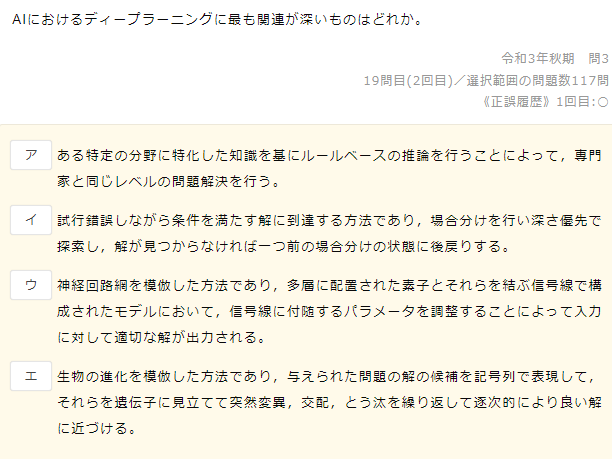 AIにおけるディープラーニングに最も関連が深いものはどれか。
令和3年秋期　問3
19問目(2回目)／選択範囲の問題数117問
《正誤履歴》1回目:○
ア
ある特定の分野に特化した知識を基にルールベースの推論を行うことによって，専門
家と同じレベルの問題解決を行う。
イ
試行錯誤しながら条件を満たす解に到達する方法であり，場合分けを行い深さ優先で
探索し，解が見つからなければ一つ前の場合分けの状態に後戻りする。
ウ
神経回路網を模倣した方法であり，多層に配置された素子とそれらを結ぶ信号線で構
成されたモデルにおいて，信号線に付随するパラメータを調整することによって入力
に対して適切な解が出力される。
エ
生物の進化を模倣した方法であり，与えられた問題の解の候補を記号列で表現して，
それらを遺伝子に見立てて突然変異，交配，とう汰を繰り返して逐次的により良い解
に近づける。